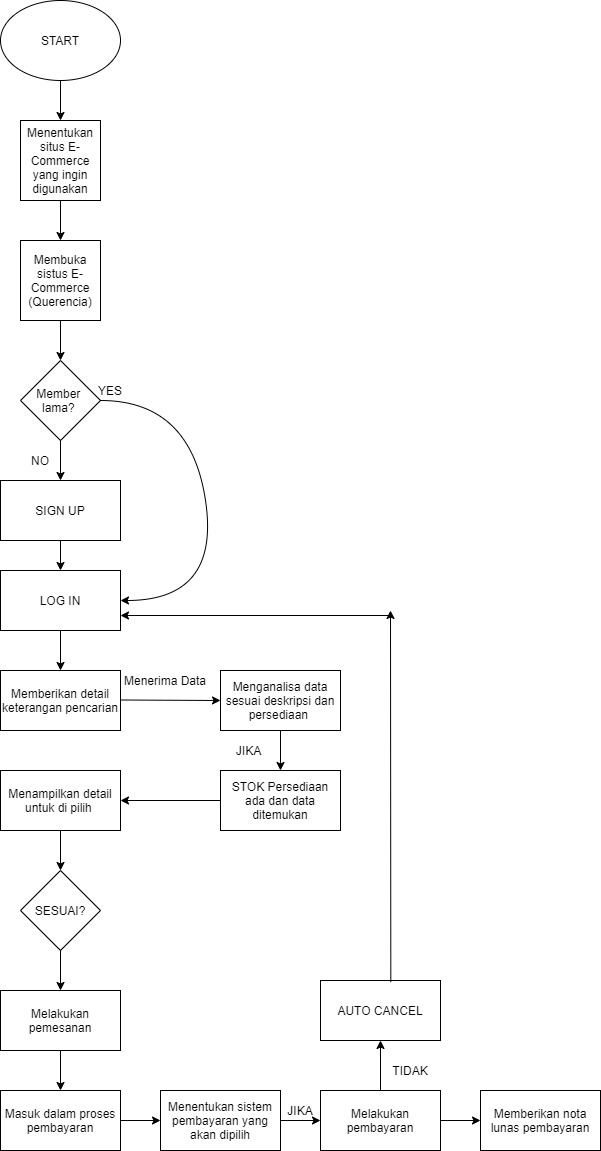 START
Menentukan
situs E-
Commerce
yang ingin
digunakan
Membuka
sistus E-
Commerce
(Querencia)
Member
lama?
YES
NO
SIGN UP
LOG IN
Memberikan detail
keterangan pencarian
Menerima Data
Menganalisa data
sesuai deskripsi dan
persediaan
JIKA
STOK Persediaan
ada dan data
ditemukan
Menampilkan detail
untuk di pilih
SESUAI?
Melakukan
pemesanan
Masuk dalam proses
pembayaran
Menentukan sistem
pembayaran yang
akan dipilih
JIKA
Melakukan
pembayaran
TIDAK
AUTO CANCEL
Memberikan nota
lunas pembayaran